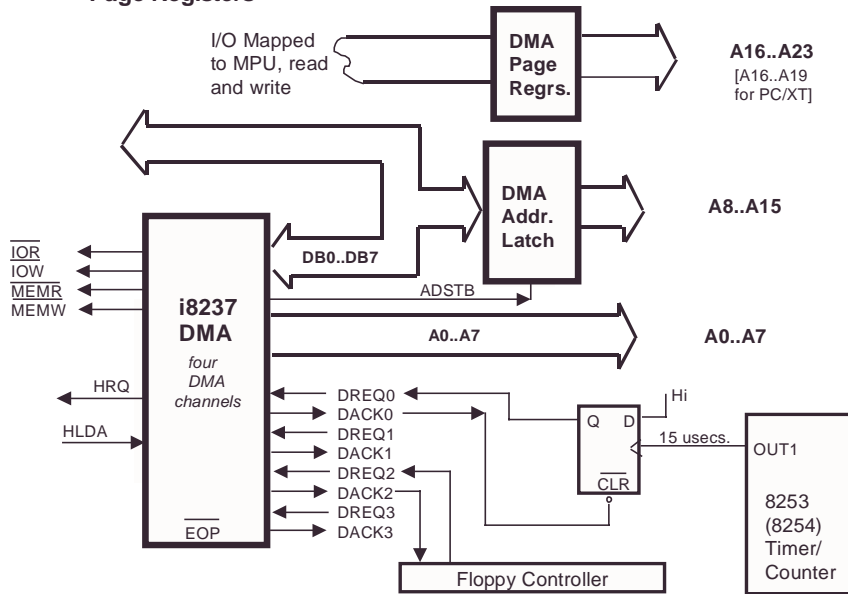 Page Registers
I/O Mapped
to MPU, read
and write
DMA
Page
Regrs.
A16..A23
[A16..A19
for PC/XT]
DMA
Addr.
Latch
A8..A15
DB0..DB7
IOR
IOW
MEMR
MEMW
ADSTB
i8237
DMA
four
DMA
channels
A0..A7
A0..A7
HRQ
HLDA
EOP
DREQ0
DACK0
DREQ1
DACK1
DREQ2
DACK2
DREQ3
DACK3
Hi
Q D
CLR
15 usecs.
OUT1
8253
(8254)
Timer/
Counter
Floppy Controller